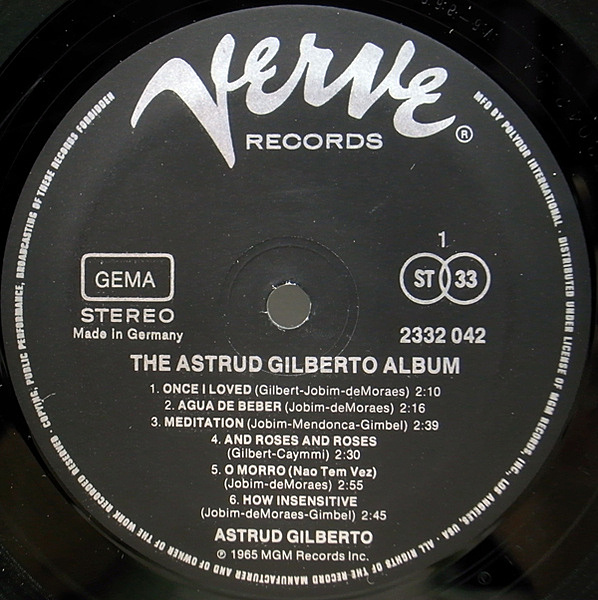 Verve
RECORDS ®
MFD BY POLYDOR INTERNATIONAL · DISTRIBUTED UNDER LICENSE OF MGM RECORDS, INC., LOS ANGELES, USA · ALL RIGHTS OF THE RECORD MANUFACTURER AND OF OWNER OF THE WORK RECORDED RESERVED · COPYING, PUBLIC PERFORMANCE, BROADCASTING OF THESE RECORDS FORBIDDEN
GEMA
STEREO
Made in Germany
1
ST 33
2332 042
THE ASTRUD GILBERTO ALBUM
1. ONCE I LOVED (Gilbert-Jobim-deMoraes) 2:10
2. AGUA DE BEBER (Jobim-deMoraes) 2:16
3. MEDITATION (Jobim-Mendonca-Gimbel) 2:39
4. AND ROSES AND ROSES
(Gilbert-Caymmi) 2:30
5. O MORRO (Nao Tem Vez)
(Jobim-deMoraes) 2:55
6. HOW INSENSITIVE
(Jobim-deMoraes-Gimbel) 2:45
ASTRUD GILBERTO
℗ 1965 MGM Records Inc.